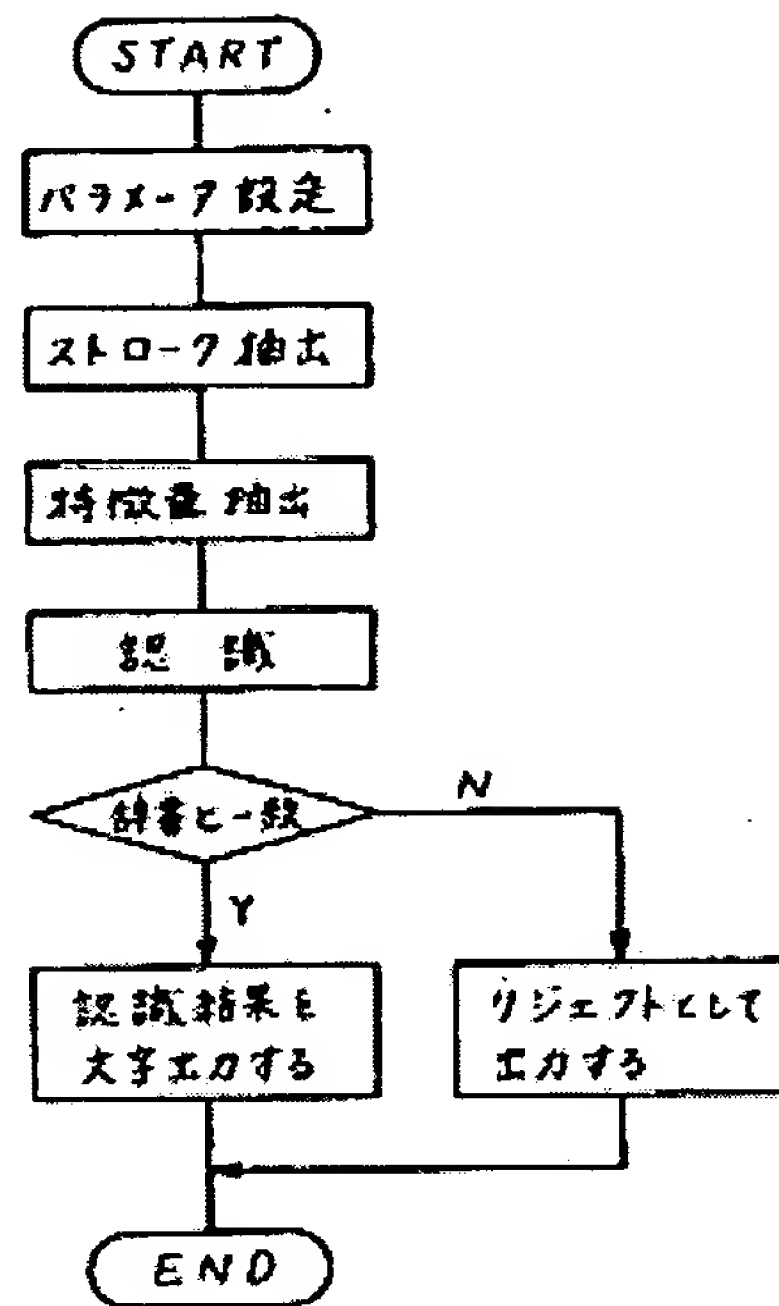 START
パラメータ設定
ストローク抽出
特徴量抽出
認 識
辞書と一致
N
Y
認識結果を
文字出力する
リジェクトとして
出力する
END